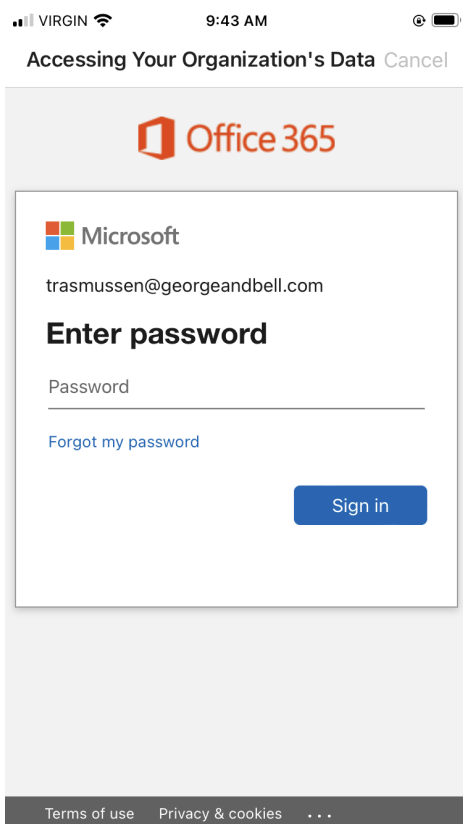 VIRGIN 9:43 AM
Accessing Your Organization's Data Cancel
Office 365
Microsoft
trasmussen@georgeandbell.com
Enter password
Password
Forgot my password
Sign in
Terms of use Privacy & cookies ...